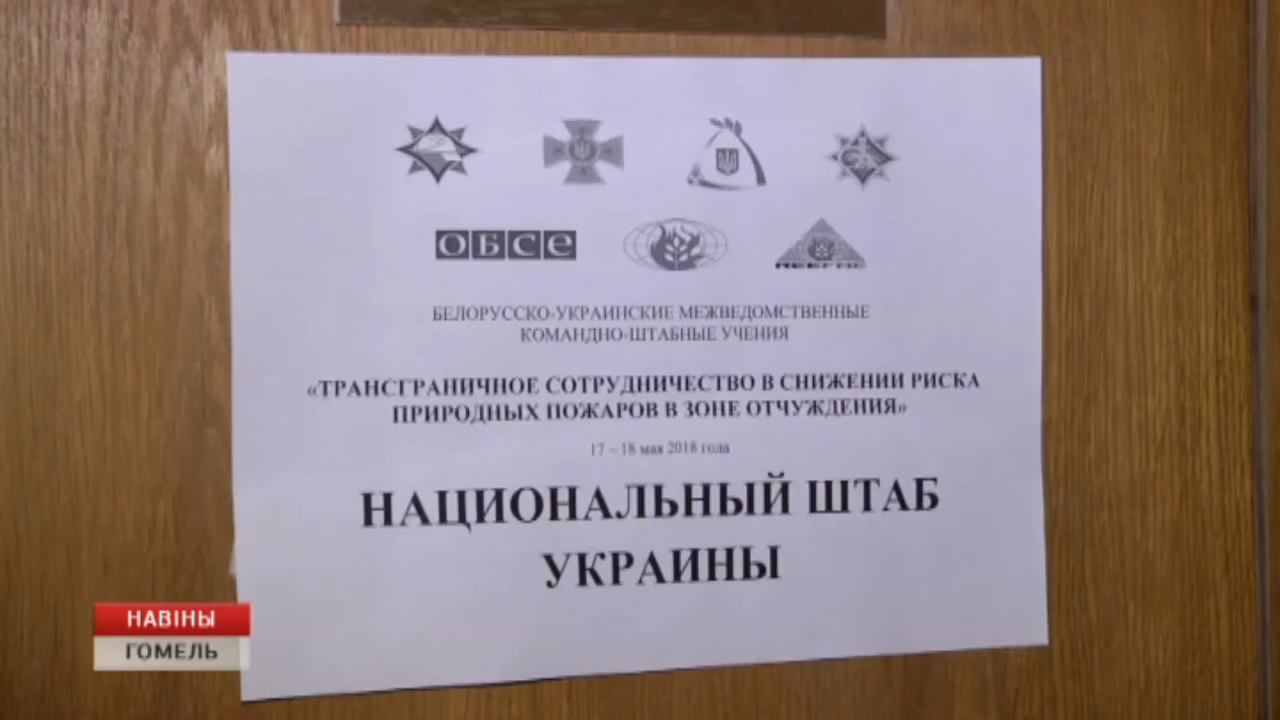 ОБСЕ
БЕЛОРУССКО-УКРАИНСКИЕ МЕЖВЕДОМСТВЕННЫЕ
КОМАНДНО-ШТАБНЫЕ УЧЕНИЯ
«ТРАНСГРАНИЧНОЕ СОТРУДНИЧЕСТВО В СНИЖЕНИИ РИСКА
ПРИРОДНЫХ ПОЖАРОВ В ЗОНЕ ОТЧУЖДЕНИЯ»
17 – 18 мая 2018 года
НАЦИОНАЛЬНЫЙ ШТАБ
УКРАИНЫ
НАВІНЫ
ГОМЕЛЬ